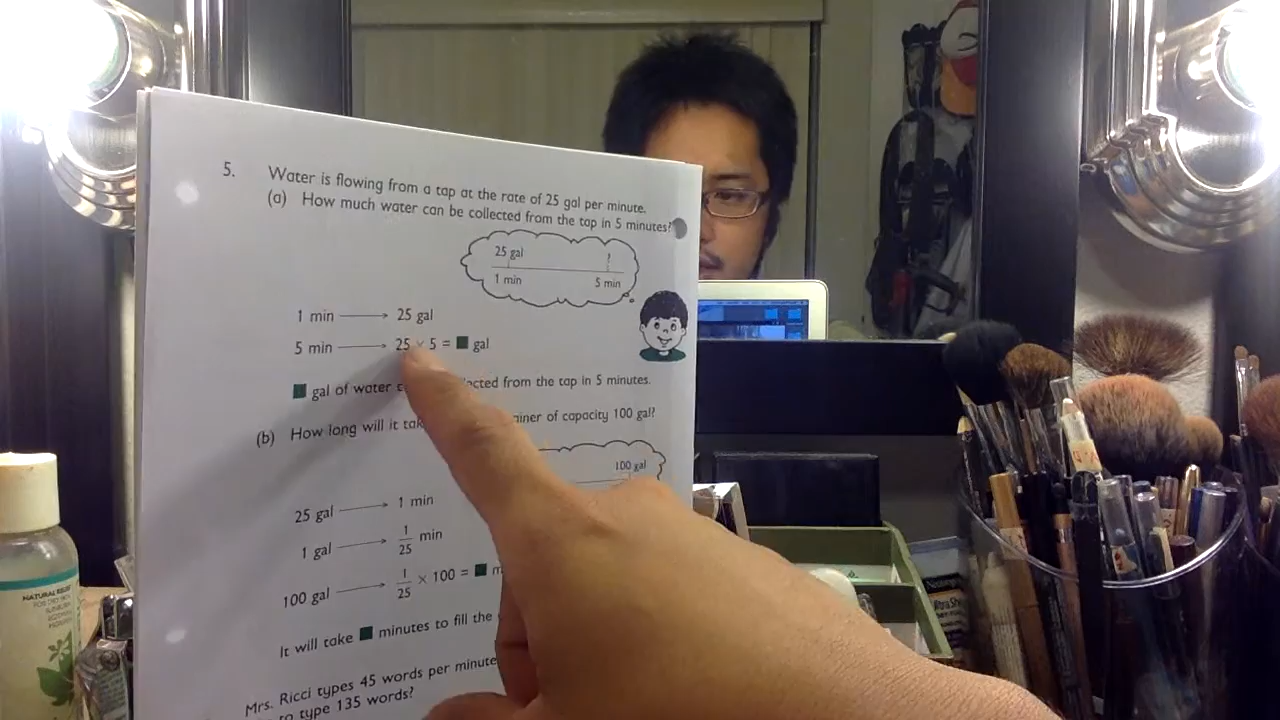 5. Water is flowing from a tap at the rate of 25 gal per minute.
(a) How much water can be collected from the tap in 5 minutes?
25 gal ?
1 min 5 min
1 min → 25 gal
5 min → 25 × 5 = ■ gal
■ gal of water from the tap in 5 minutes.
(b) How long will it of capacity 100 gal?
100 gal
25 gal → 1 min
1 gal → 1/25 min
100 gal → 1/25 × 100 = ■
It will take ■ minutes to fill the
Mrs. Ricci types 45 words per minute
to type 135 words?
NATURAL